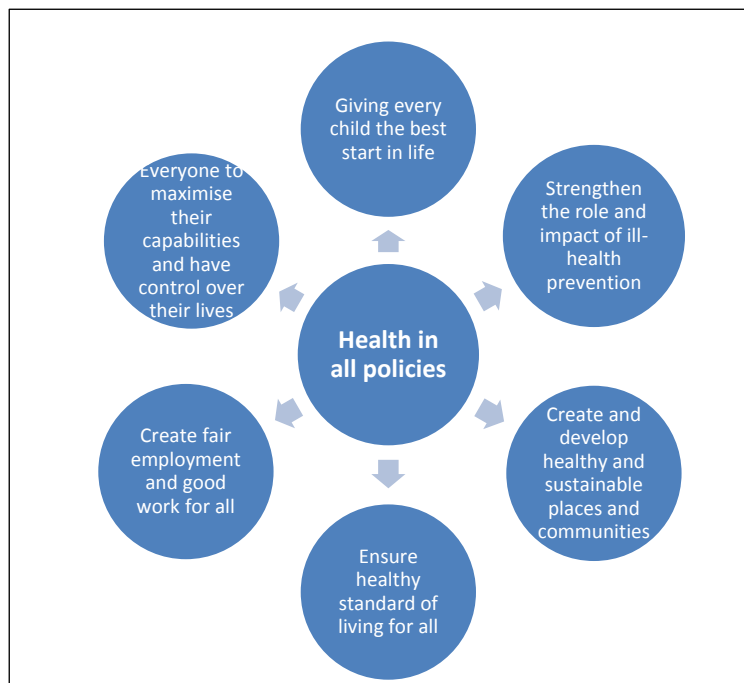 Giving every
child the best
start in life
Strengthen
the role and
impact of ill-
health
prevention
Create and
develop
healthy and
sustainable
places and
communities
Ensure
healthy
standard of
living for all
Create fair
employment
and good
work for all
Everyone to
maximise
their
capabilities
and have
control over
their lives
Health in
all policies